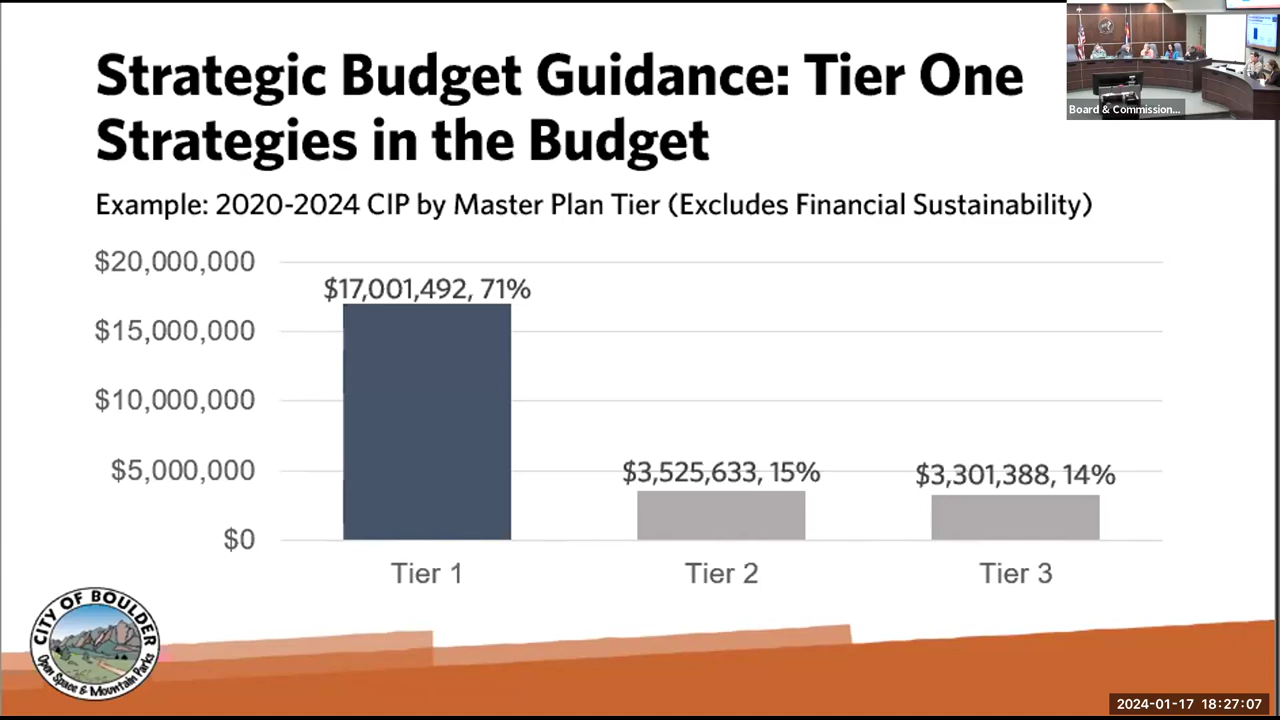 Strategic Budget Guidance: Tier One
Strategies in the Budget
Example: 2020-2024 CIP by Master Plan Tier (Excludes Financial Sustainability)
$20,000,000
$15,000,000
$10,000,000
$5,000,000
$0
$17,001,492, 71%
$3,525,633, 15%
$3,301,388, 14%
Tier 1
Tier 2
Tier 3
CITY OF BOULDER
Open Space & Mountain Parks
Board & Commission...
2024-01-17 18:27:07